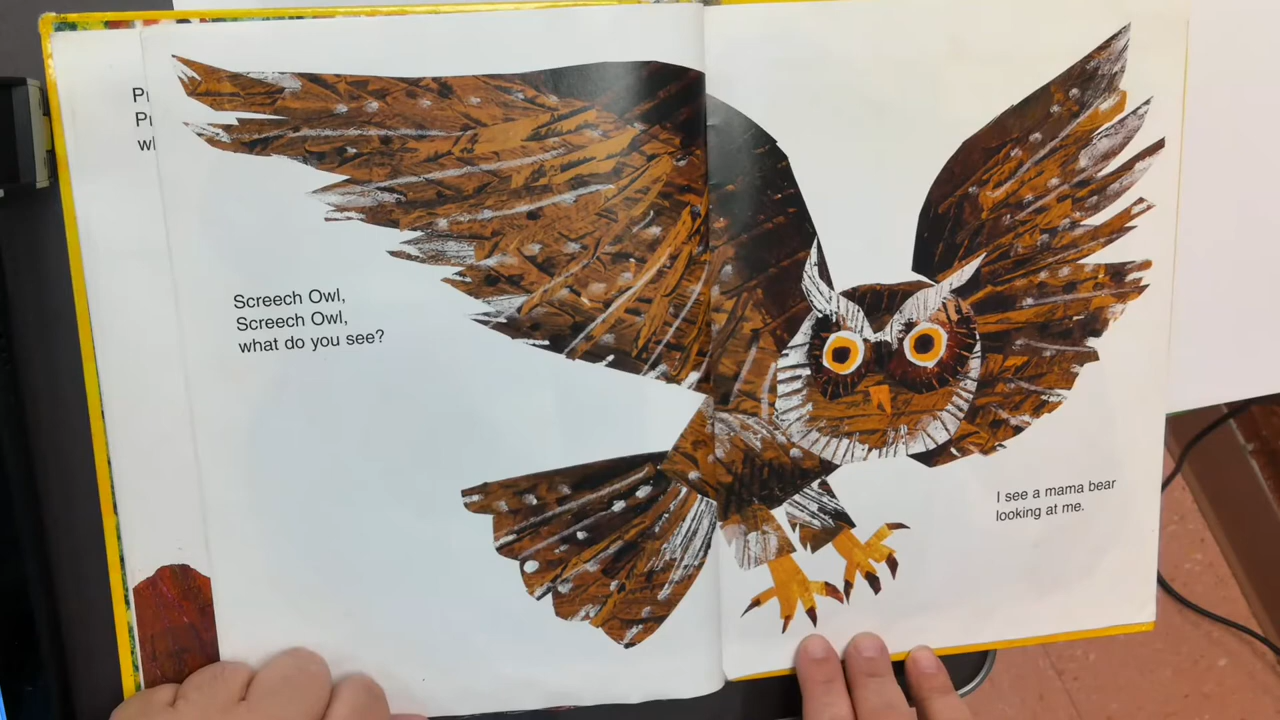 Screech Owl,
Screech Owl,
what do you see?
I see a mama bear
looking at me.